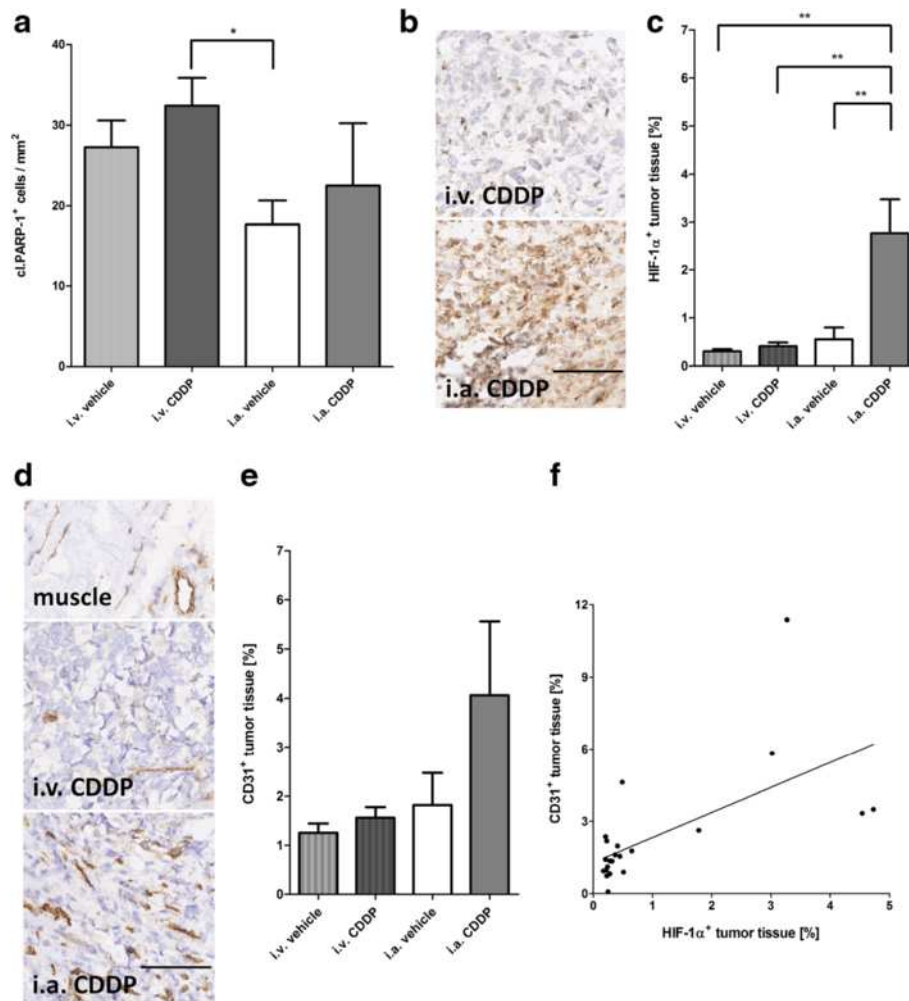 a
40
30
20
10
0
cl.PARP-1⁺ cells / mm²
*
i.v. vehicle
i.v. CDDP
i.a. vehicle
i.a. CDDP
b
i.v. CDDP
i.a. CDDP
c
7
6
5
4
3
2
1
0
HIF-1α⁺ tumor tissue [%]
**
**
**
i.v. vehicle
i.v. CDDP
i.a. vehicle
i.a. CDDP
d
muscle
i.v. CDDP
i.a. CDDP
e
7
6
5
4
3
2
1
0
CD31⁺ tumor tissue [%]
i.v. vehicle
i.v. CDDP
i.a. vehicle
i.a. CDDP
f
12
9
6
3
0
CD31⁺ tumor tissue [%]
0 1 2 3 4 5
HIF-1α⁺ tumor tissue [%]